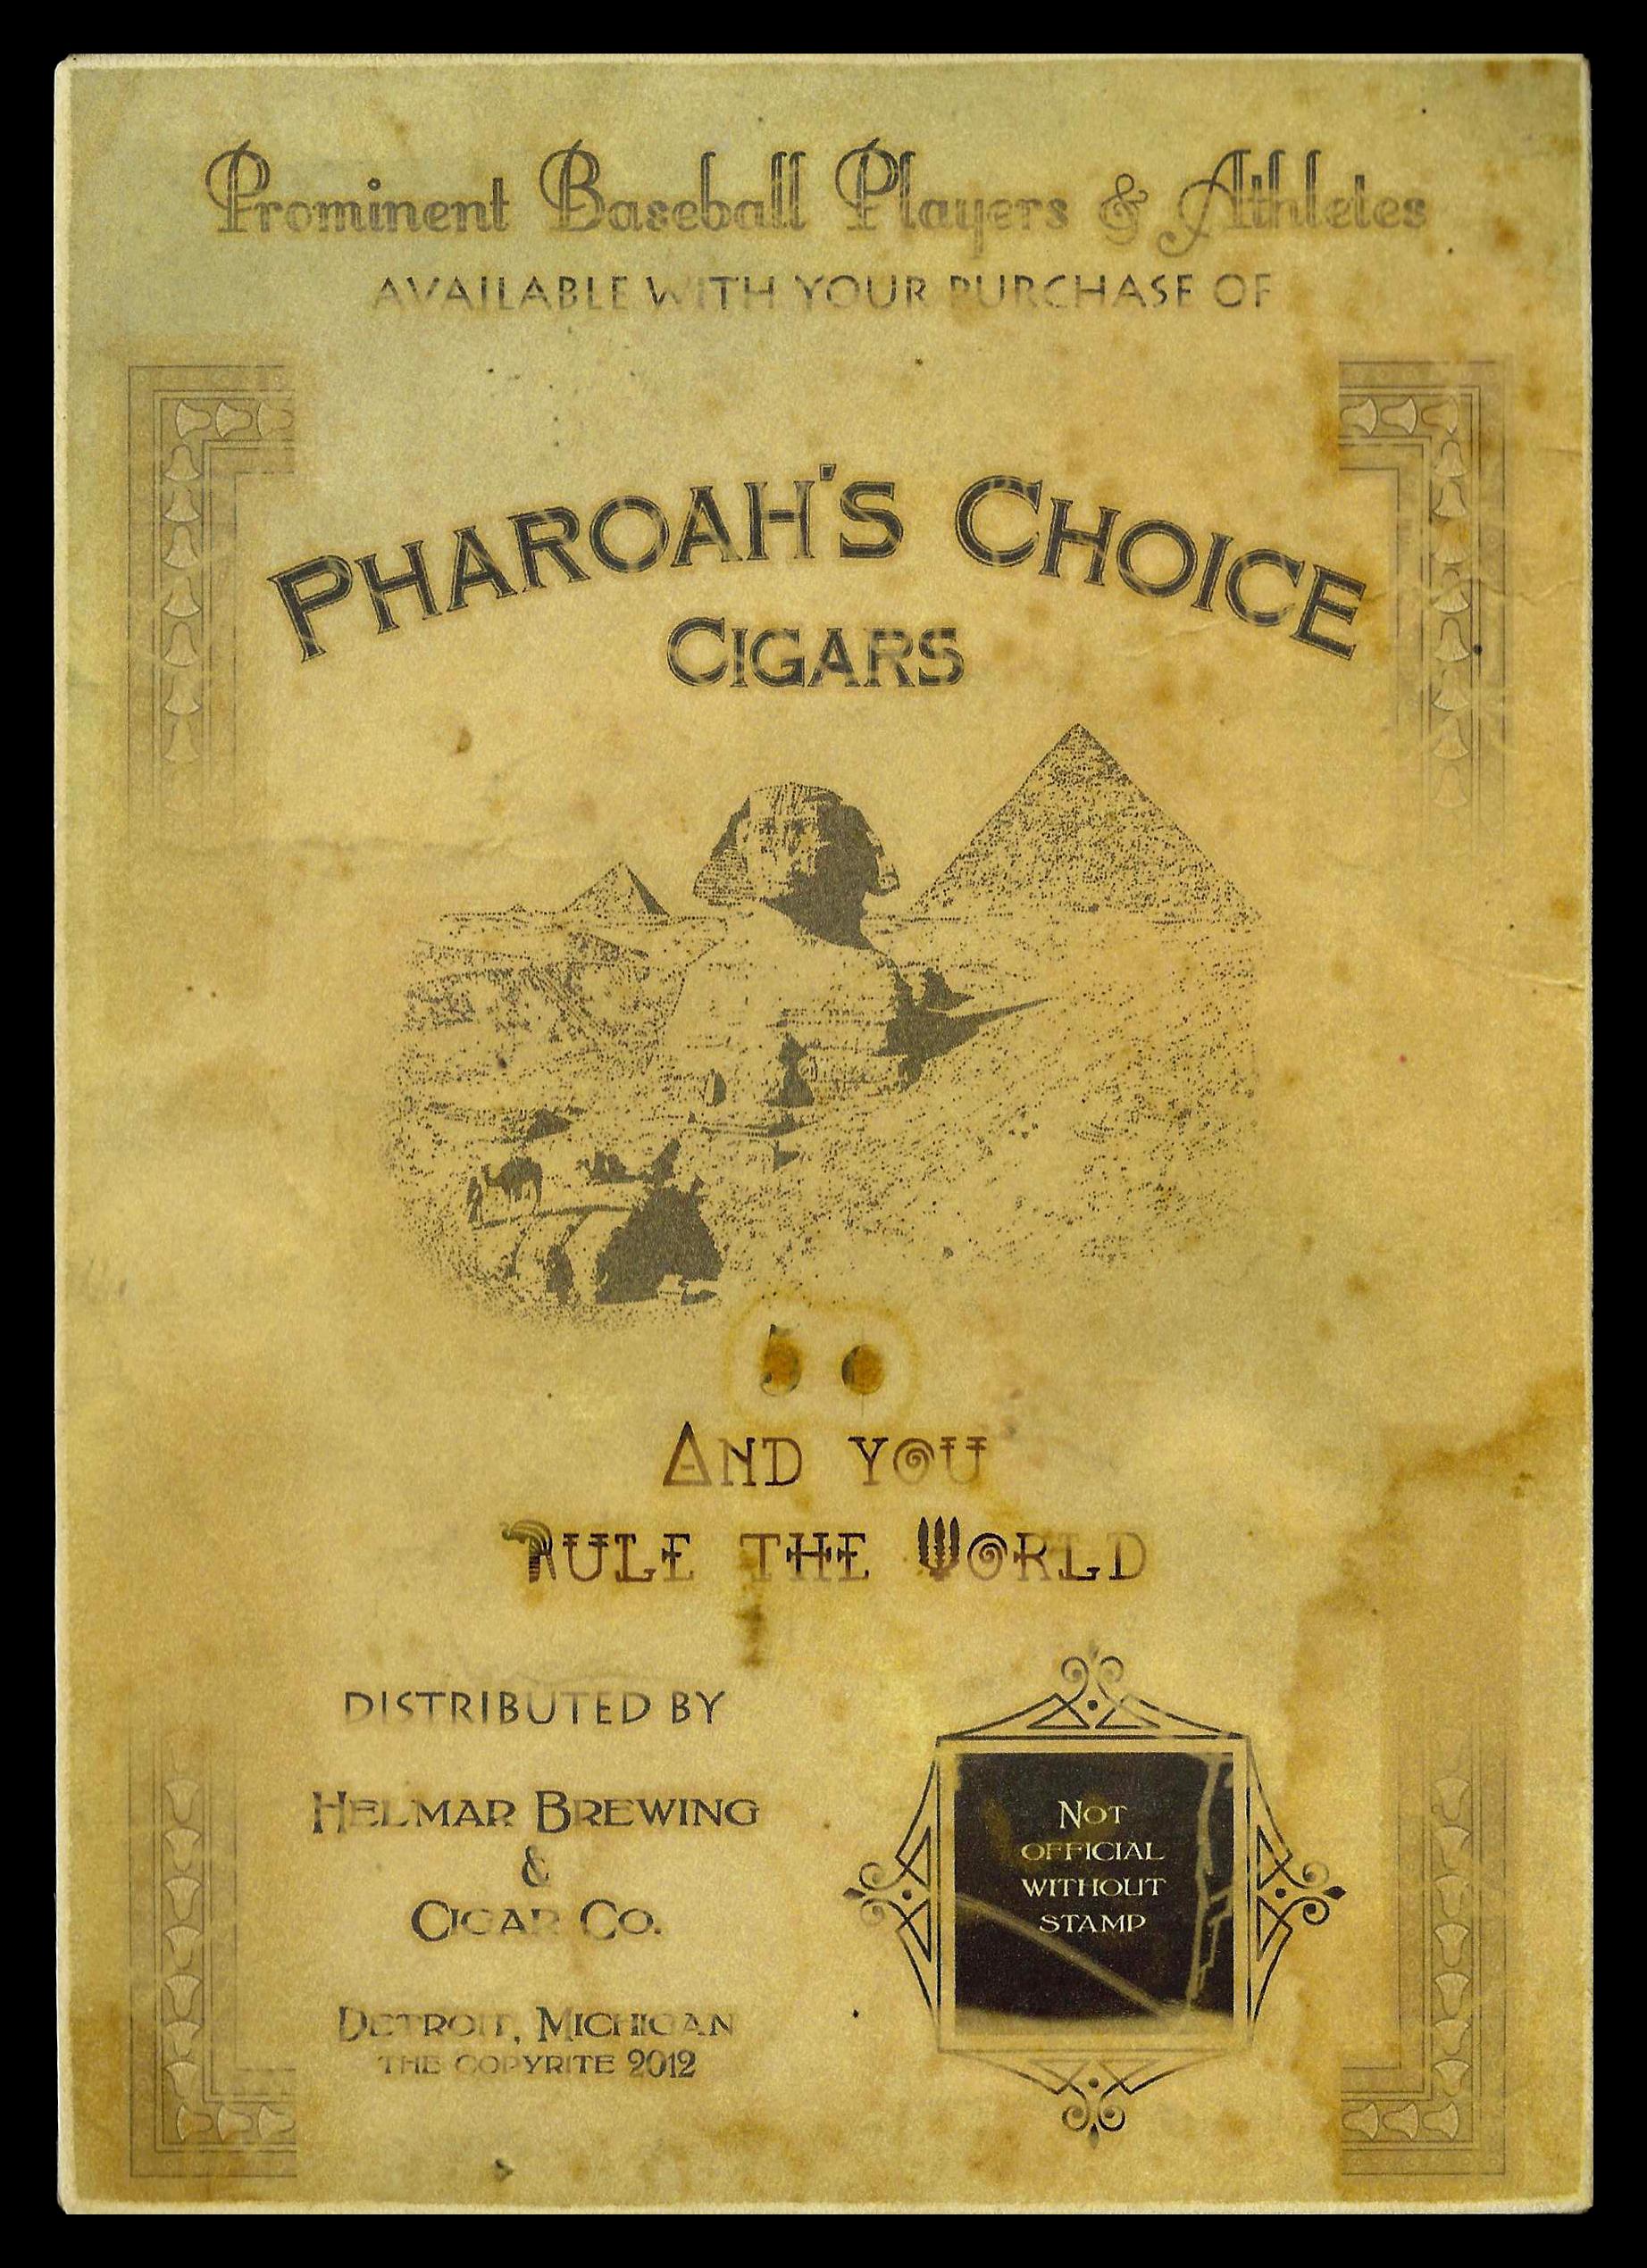 Prominent Baseball Players & Athletes
AVAILABLE WITH YOUR PURCHASE OF
PHAROAH'S CHOICE
CIGARS
AND YOU
RULE THE WORLD
DISTRIBUTED BY
HELMAR BREWING
&
CIGAR CO.
DETROIT, MICHIGAN
THE COPYRITE 2012
NOT
OFFICIAL
WITHOUT
STAMP